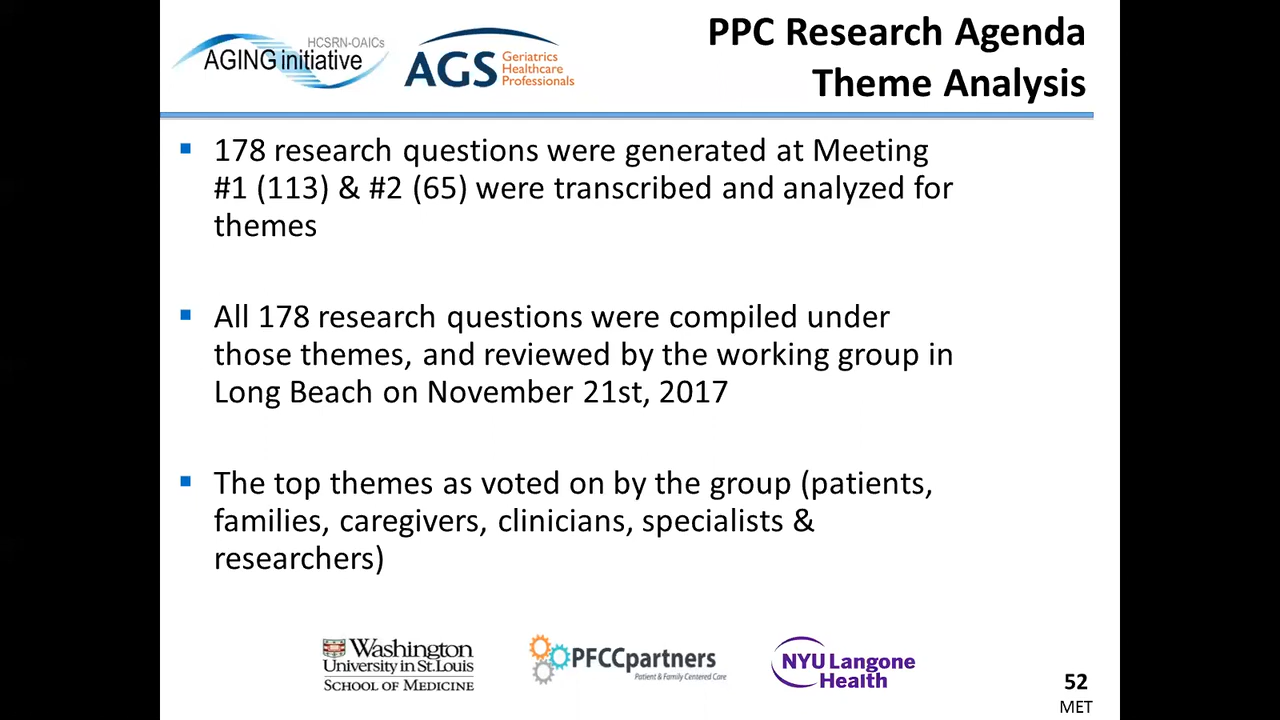 HCSRN-OAICs
AGING initiative
AGS
Geriatrics
Healthcare
Professionals
PPC Research Agenda
Theme Analysis
178 research questions were generated at Meeting
#1 (113) & #2 (65) were transcribed and analyzed for
themes
All 178 research questions were compiled under
those themes, and reviewed by the working group in
Long Beach on November 21st, 2017
The top themes as voted on by the group (patients,
families, caregivers, clinicians, specialists &
researchers)
Washington
University in St. Louis
SCHOOL OF MEDICINE
PFCCpartners
Patient & Family Centered Care
NYU Langone
Health
52
MET